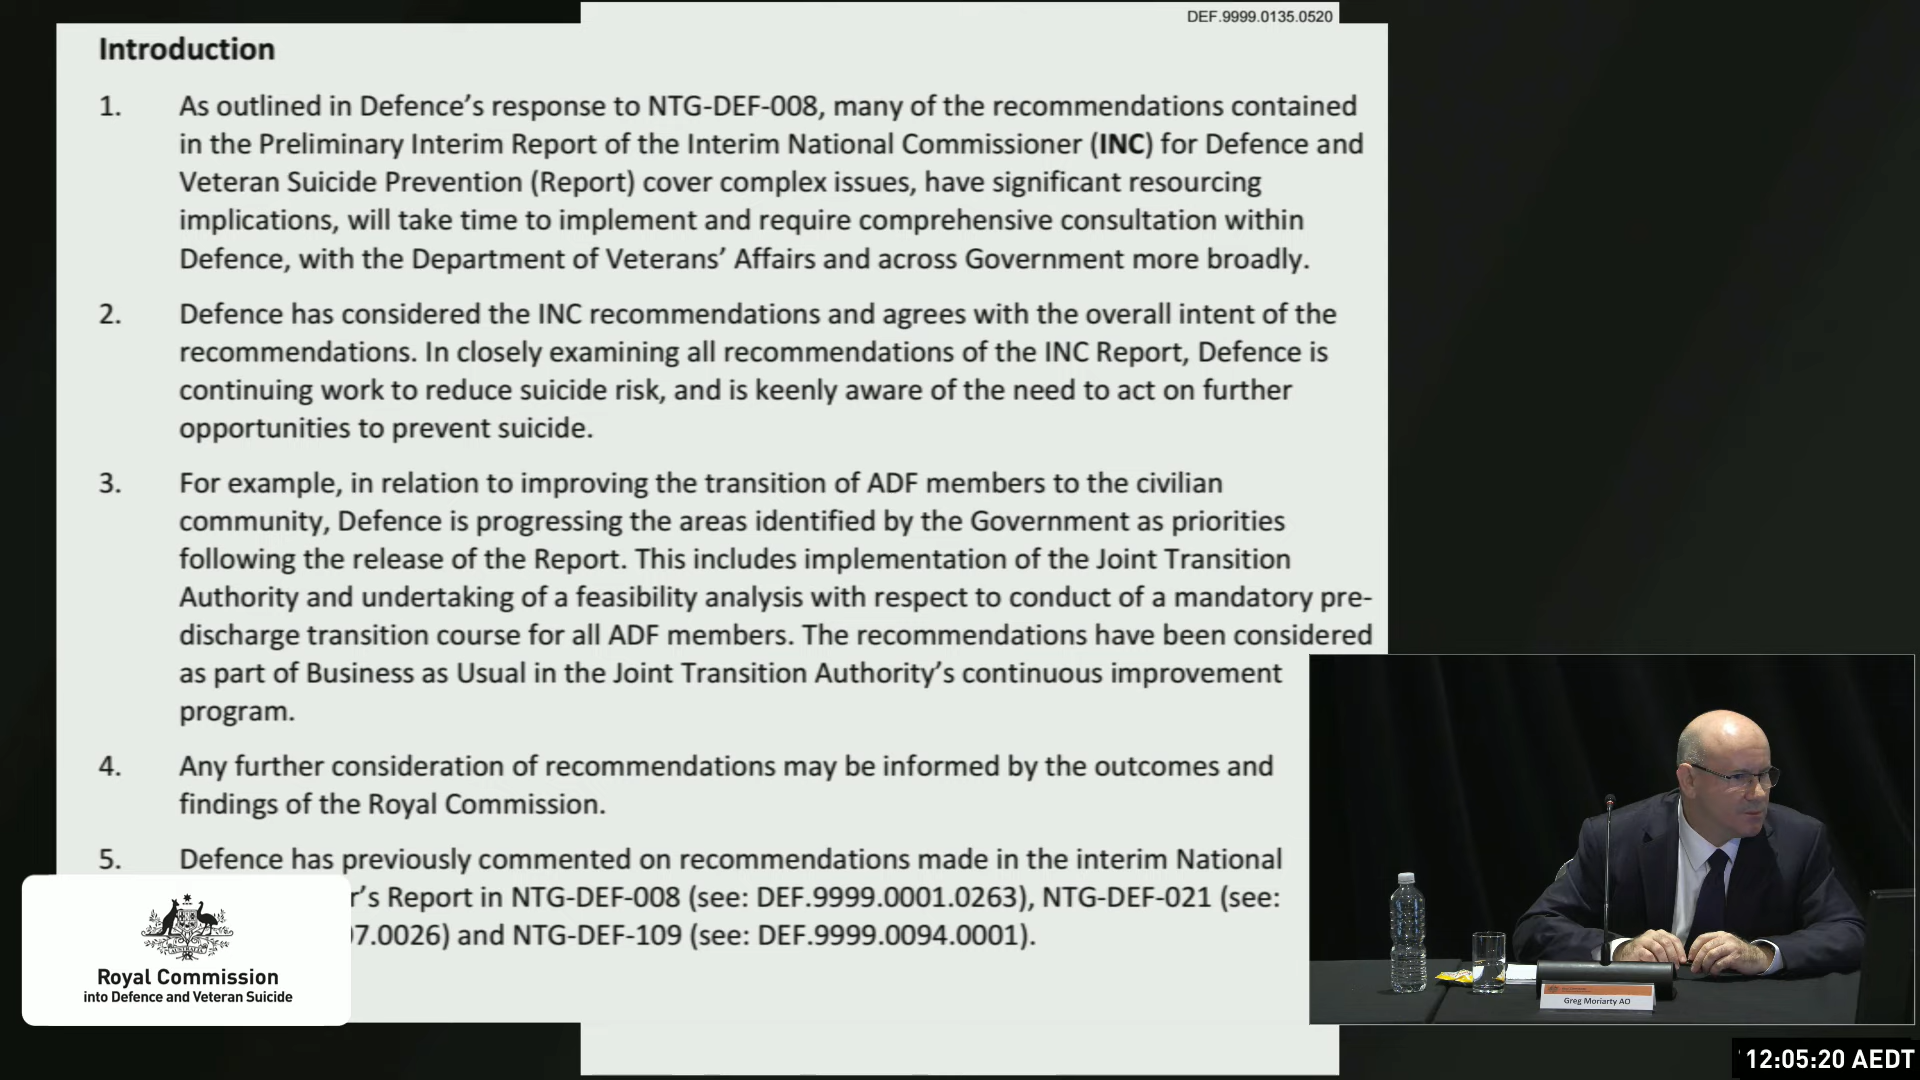 DEF.9999.0135.0520
Introduction
1. As outlined in Defence’s response to NTG-DEF-008, many of the recommendations contained
in the Preliminary Interim Report of the Interim National Commissioner (INC) for Defence and
Veteran Suicide Prevention (Report) cover complex issues, have significant resourcing
implications, will take time to implement and require comprehensive consultation within
Defence, with the Department of Veterans’ Affairs and across Government more broadly.
2. Defence has considered the INC recommendations and agrees with the overall intent of the
recommendations. In closely examining all recommendations of the INC Report, Defence is
continuing work to reduce suicide risk, and is keenly aware of the need to act on further
opportunities to prevent suicide.
3. For example, in relation to improving the transition of ADF members to the civilian
community, Defence is progressing the areas identified by the Government as priorities
following the release of the Report. This includes implementation of the Joint Transition
Authority and undertaking of a feasibility analysis with respect to conduct of a mandatory pre-
discharge transition course for all ADF members. The recommendations have been considered
as part of Business as Usual in the Joint Transition Authority’s continuous improvement
program.
4. Any further consideration of recommendations may be informed by the outcomes and
findings of the Royal Commission.
5. Defence has previously commented on recommendations made in the interim National
r’s Report in NTG-DEF-008 (see: DEF.9999.0001.0263), NTG-DEF-021 (see:
7.0026) and NTG-DEF-109 (see: DEF.9999.0094.0001).
Royal Commission
into Defence and Veteran Suicide
Greg Moriarty AO
12:05:20 AEDT